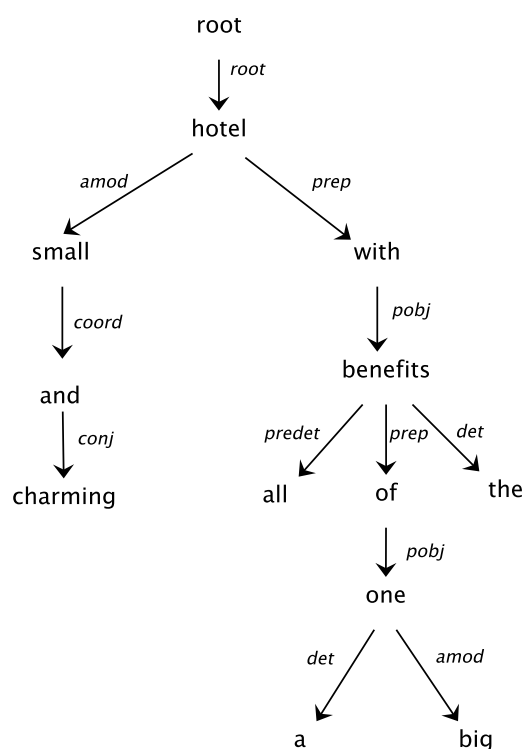 root
root
hotel
amod prep
small with
coord pobj
and benefits
conj predet prep det
charming all of the
pobj
one
det amod
a big